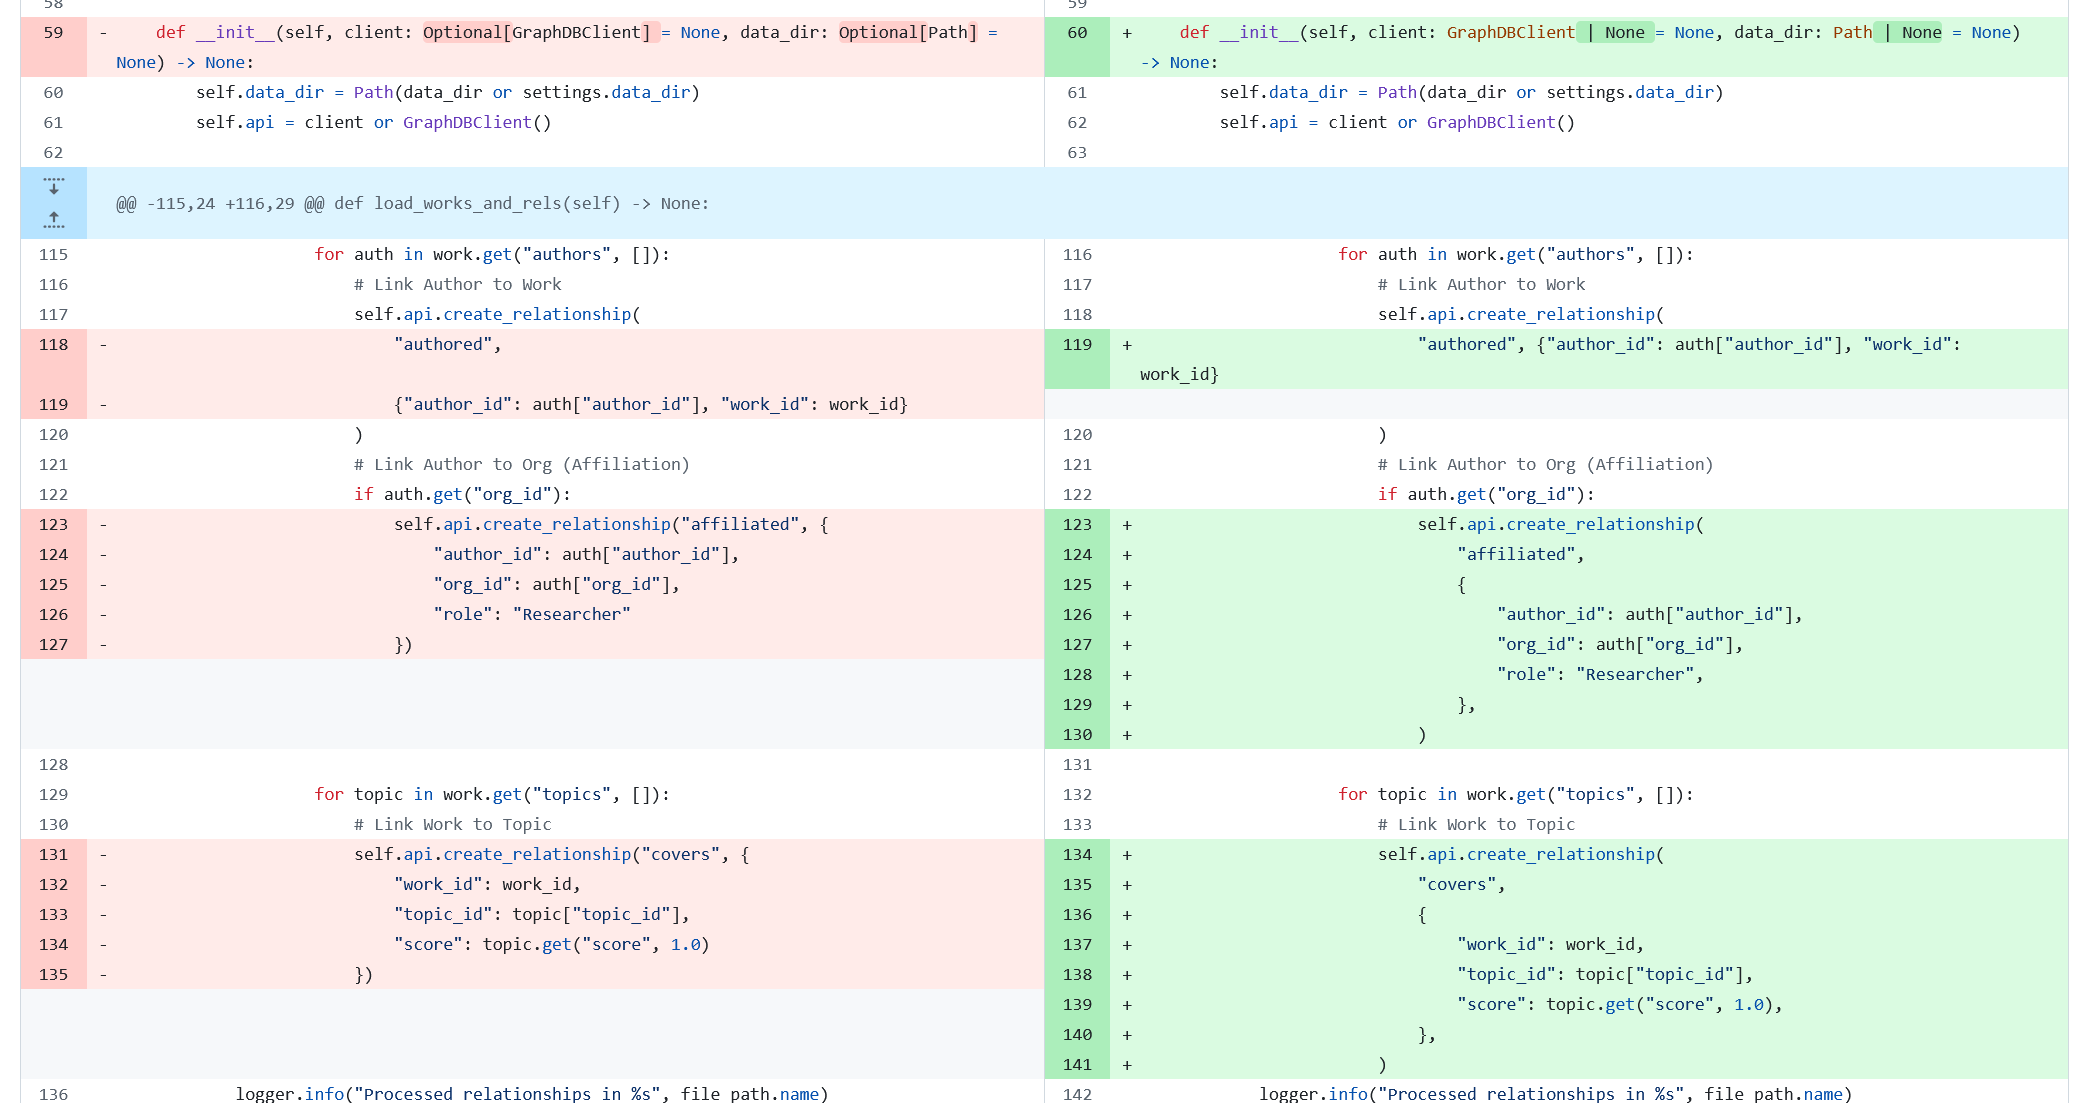 58 59
59 - def __init__(self, client: Optional[GraphDBClient] = None, data_dir: Optional[Path] = 60 + def __init__(self, client: GraphDBClient | None = None, data_dir: Path | None = None)
None) -> None: -> None:
60 self.data_dir = Path(data_dir or settings.data_dir) 61 self.data_dir = Path(data_dir or settings.data_dir)
61 self.api = client or GraphDBClient() 62 self.api = client or GraphDBClient()
62 63
@@ -115,24 +116,29 @@ def load_works_and_rels(self) -> None:
115 for auth in work.get("authors", []): 116 for auth in work.get("authors", []):
116 # Link Author to Work 117 # Link Author to Work
117 self.api.create_relationship( 118 self.api.create_relationship(
118 - "authored", 119 + "authored", {"author_id": auth["author_id"], "work_id":
work_id}
119 - {"author_id": auth["author_id"], "work_id": work_id}
120 ) 120 )
121 # Link Author to Org (Affiliation) 121 # Link Author to Org (Affiliation)
122 if auth.get("org_id"): 122 if auth.get("org_id"):
123 - self.api.create_relationship("affiliated", { 123 + self.api.create_relationship(
124 - "author_id": auth["author_id"], 124 + "affiliated",
125 - "org_id": auth["org_id"], 125 + {
126 - "role": "Researcher" 126 + "author_id": auth["author_id"],
127 - }) 127 + "org_id": auth["org_id"],
128 + "role": "Researcher",
129 + },
130 + )
128 131
129 for topic in work.get("topics", []): 132 for topic in work.get("topics", []):
130 # Link Work to Topic 133 # Link Work to Topic
131 - self.api.create_relationship("covers", { 134 + self.api.create_relationship(
132 - "work_id": work_id, 135 + "covers",
133 - "topic_id": topic["topic_id"], 136 + {
134 - "score": topic.get("score", 1.0) 137 + "work_id": work_id,
135 - }) 138 + "topic_id": topic["topic_id"],
139 + "score": topic.get("score", 1.0),
140 + },
141 + )
136 logger.info("Processed relationships in %s", file_path.name) 142 logger.info("Processed relationships in %s", file_path.name)